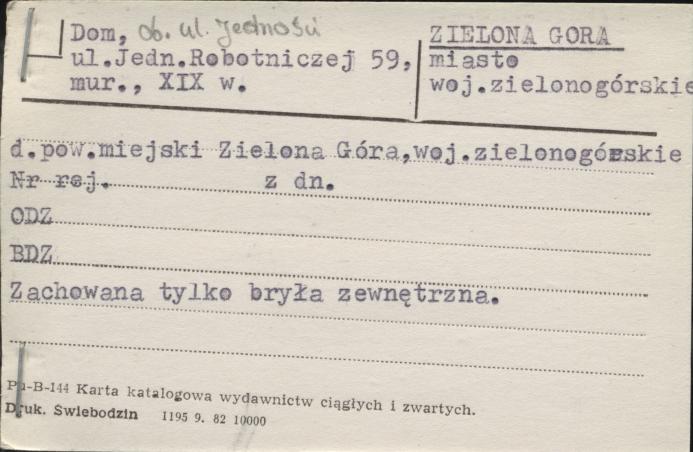 Dom, ob. ul. Jedności
ul.Jedn.Robotniczej 59,
mur., XIX w.
ZIELONA GORA
miasto
woj.zielonogórskie
d.pow.miejski Zielona Góra,woj.zielonogórskie
Nr rej. z dn.
ODZ
BDZ
Zachowana tylko bryła zewnętrzna.
Pu-B-144 Karta katalogowa wydawnictw ciągłych i zwartych.
Druk. Świebodzin 1195 9. 82 10000